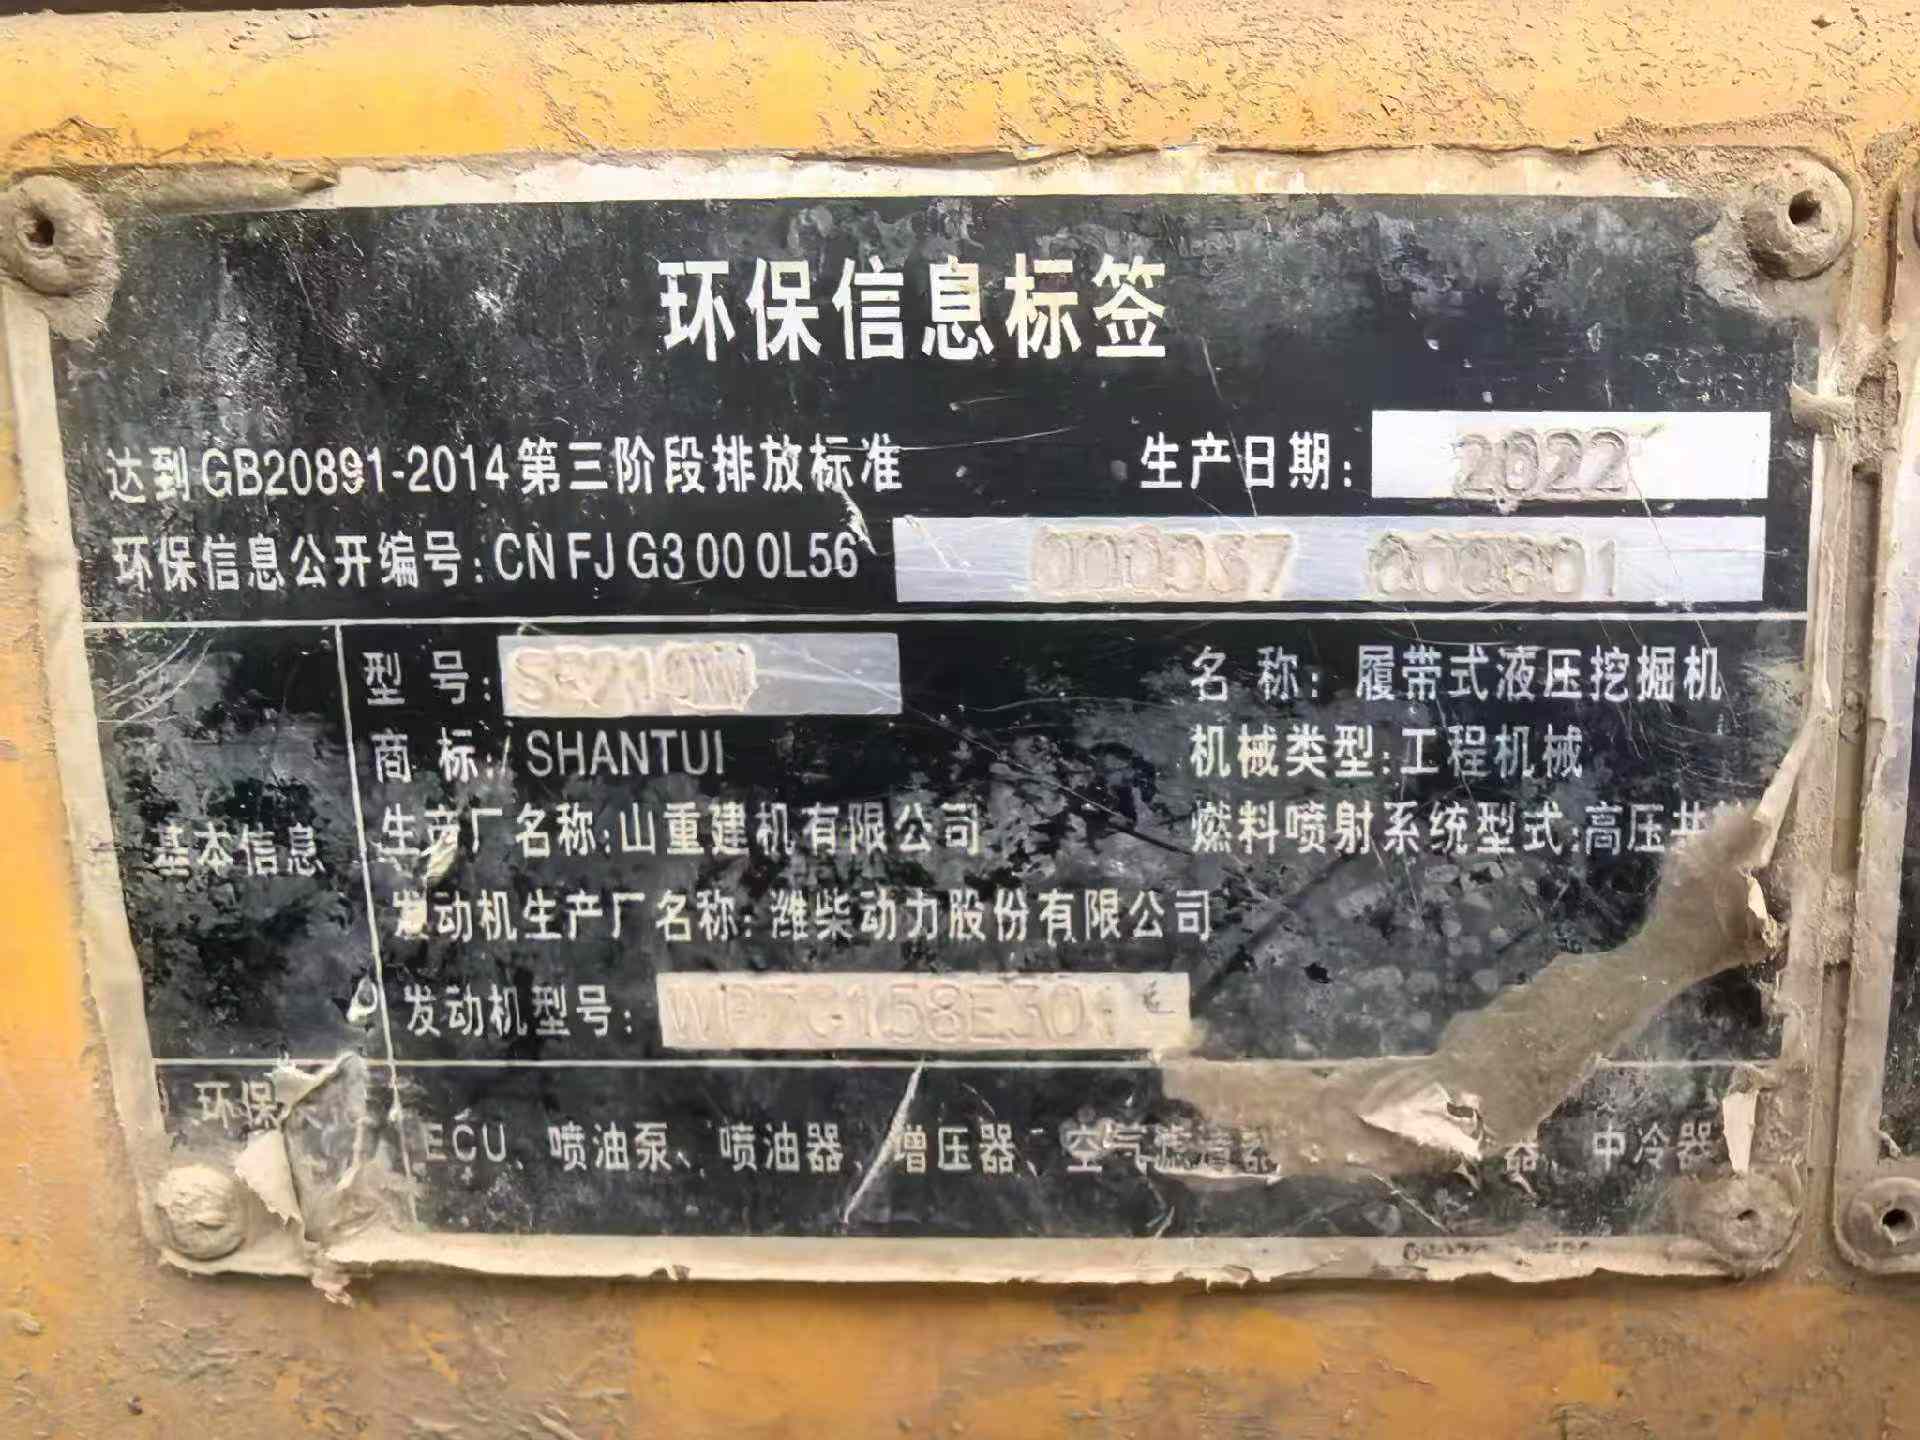 环保信息标签
达到GB20891-2014第三阶段排放标准 生产日期: 2022
环保信息公开编号:CN FJ G3 00 0L56
基本信息
型 号:
名 称: 履带式液压挖掘机
商 标: SHANTUI 机械类型:工程机械
生产厂名称:山重建机有限公司 燃料喷射系统型式:高压共
发动机生产厂名称:潍柴动力股份有限公司
发动机型号: WP7G158E301
环保
ECU、喷油泵、喷油器、增压器、空气滤清器 中冷器